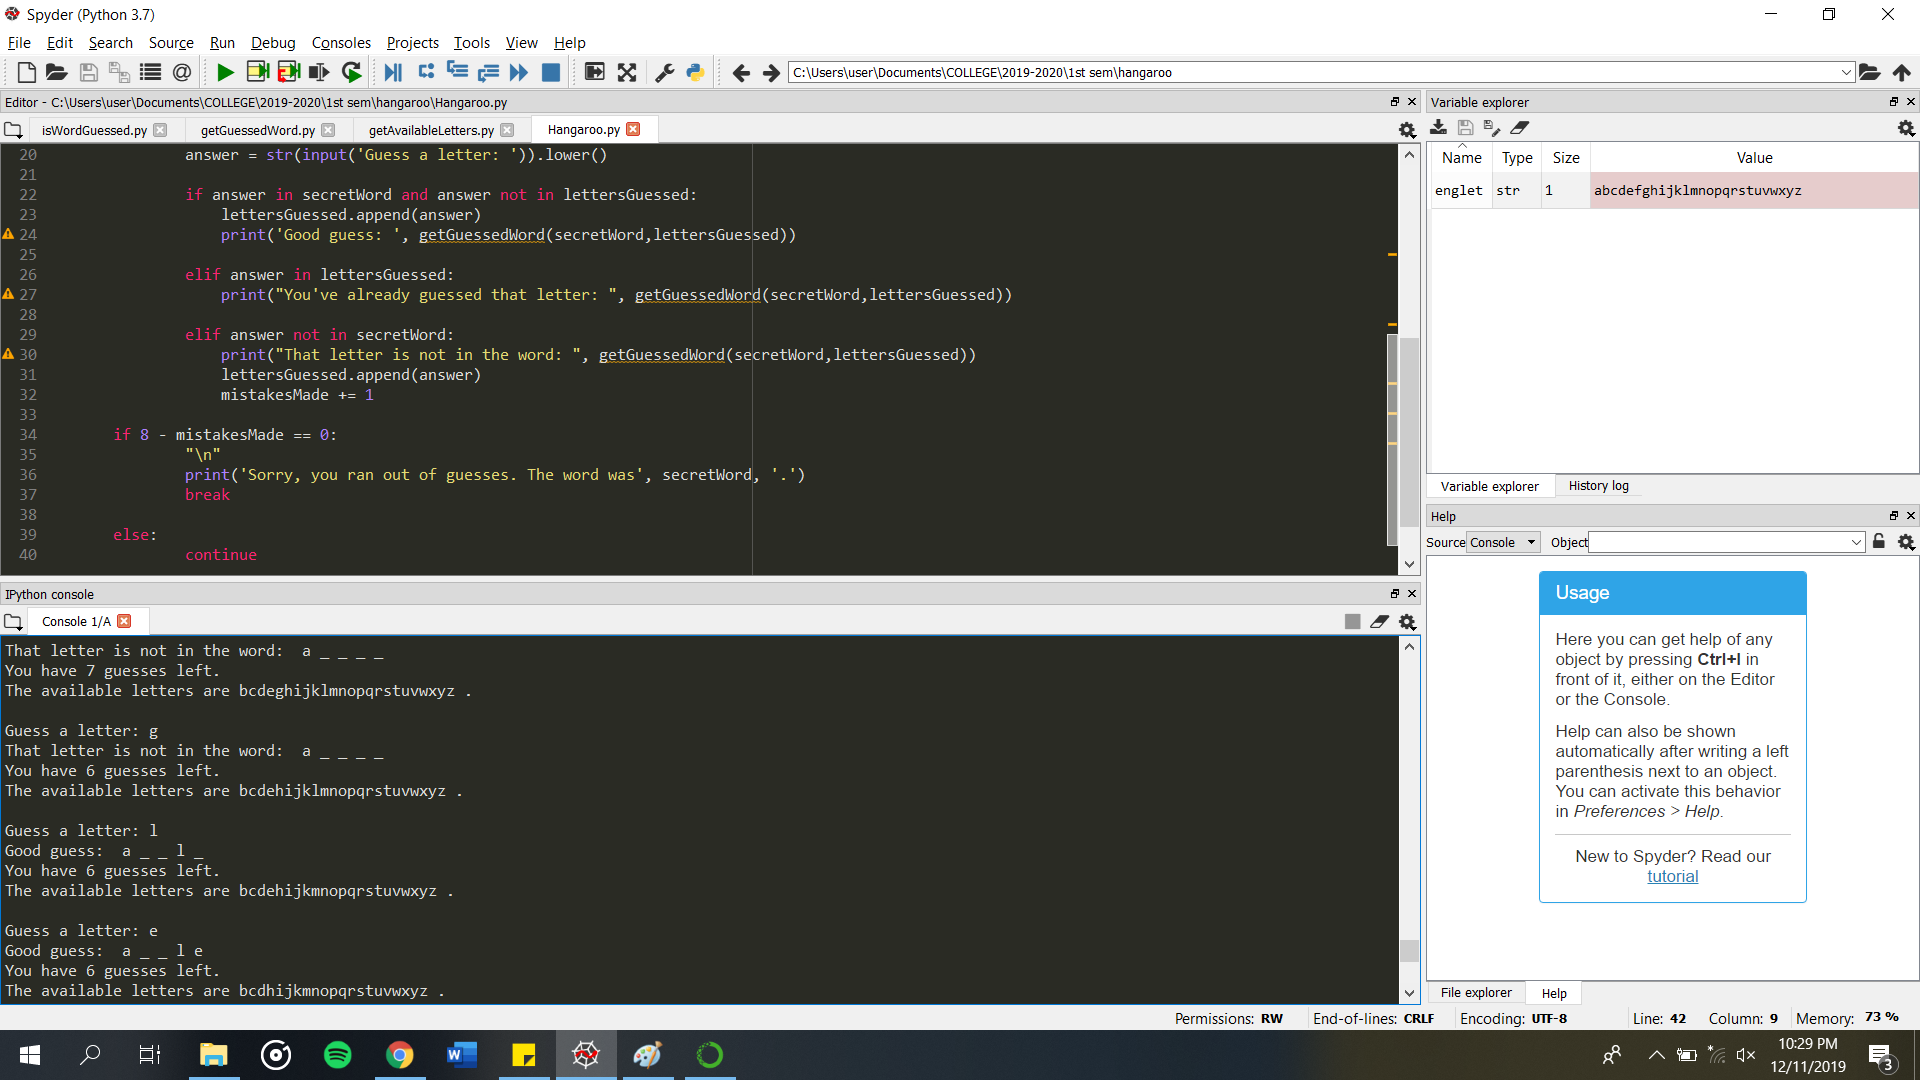 Spyder (Python 3.7)
File Edit Search Source Run Debug Consoles Projects Tools View Help
C:\Users\user\Documents\COLLEGE\2019-2020\1st sem\hangaroo
Editor - C:\Users\user\Documents\COLLEGE\2019-2020\1st sem\hangaroo\Hangaroo.py
isWordGuessed.py getGuessedWord.py getAvailableLetters.py Hangaroo.py
20 answer = str(input('Guess a letter: ')).lower()
21
22 if answer in secretWord and answer not in lettersGuessed:
23 lettersGuessed.append(answer)
24 print('Good guess: ', getGuessedWord(secretWord,lettersGuessed))
25
26 elif answer in lettersGuessed:
27 print("You've already guessed that letter: ", getGuessedWord(secretWord,lettersGuessed))
28
29 elif answer not in secretWord:
30 print("That letter is not in the word: ", getGuessedWord(secretWord,lettersGuessed))
31 lettersGuessed.append(answer)
32 mistakesMade += 1
33
34 if 8 - mistakesMade == 0:
35 "\n"
36 print('Sorry, you ran out of guesses. The word was', secretWord, '.')
37 break
38
39 else:
40 continue
IPython console
Console 1/A
That letter is not in the word:  a _ _ _ _
You have 7 guesses left.
The available letters are bcdeghijklmnopqrstuvwxyz .
Guess a letter: g
That letter is not in the word:  a _ _ _ _
You have 6 guesses left.
The available letters are bcdehijklmnopqrstuvwxyz .
Guess a letter: l
Good guess:  a _ _ l _
You have 6 guesses left.
The available letters are bcdehijkmnopqrstuvwxyz .
Guess a letter: e
Good guess:  a _ _ l e
You have 6 guesses left.
The available letters are bcdhijkmnopqrstuvwxyz .
Variable explorer
Name Type Size Value
englet str 1 abcdefghijklmnopqrstuvwxyz
Variable explorer History log
Help
Source Console Object
Usage
Here you can get help of any
object by pressing Ctrl+I in
front of it, either on the Editor
or the Console.
Help can also be shown
automatically after writing a left
parenthesis next to an object.
You can activate this behavior
in Preferences > Help.
New to Spyder? Read our
tutorial
File explorer Help
Permissions: RW End-of-lines: CRLF Encoding: UTF-8 Line: 42 Column: 9 Memory: 73 %
10:29 PM
12/11/2019
3